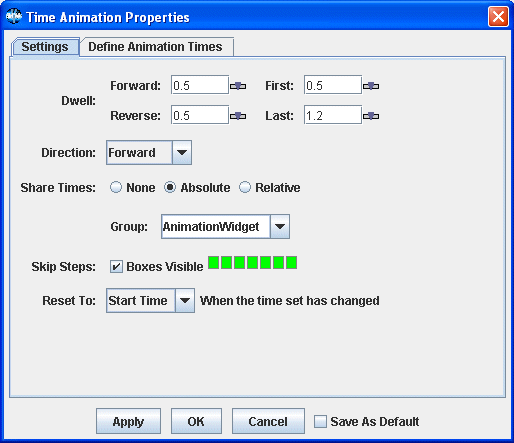 Time Animation Properties
Settings Define Animation Times
Dwell: Forward: 0.5 First: 0.5
Reverse: 0.5 Last: 1.2
Direction: Forward
Share Times: None Absolute Relative
Group: AnimationWidget
Skip Steps: Boxes Visible
Reset To: Start Time When the time set has changed
Apply OK Cancel Save As Default